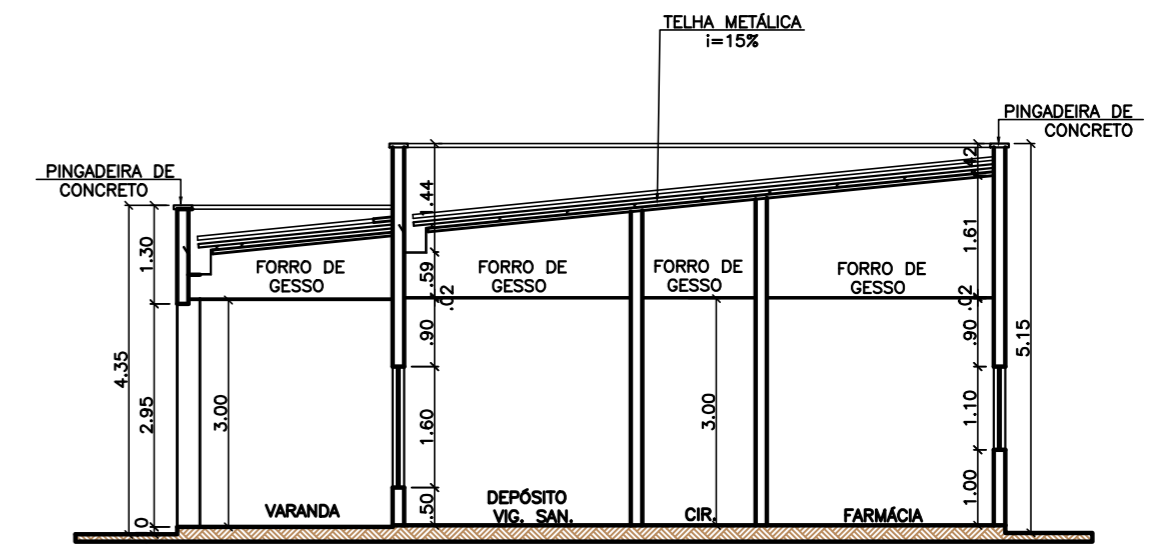 TELHA METÁLICA
i=15%
PINGADEIRA DE
CONCRETO
PINGADEIRA DE
CONCRETO
1.44
.42
1.30
1.61
FORRO DE
GESSO
FORRO DE
GESSO
FORRO DE
GESSO
FORRO DE
GESSO
.59
.02
.02
.90
.90
5.15
4.35
2.95
3.00
1.60
3.00
1.10
.50
1.00
VARANDA
DEPÓSITO
VIG. SAN.
CIR.
FARMÁCIA